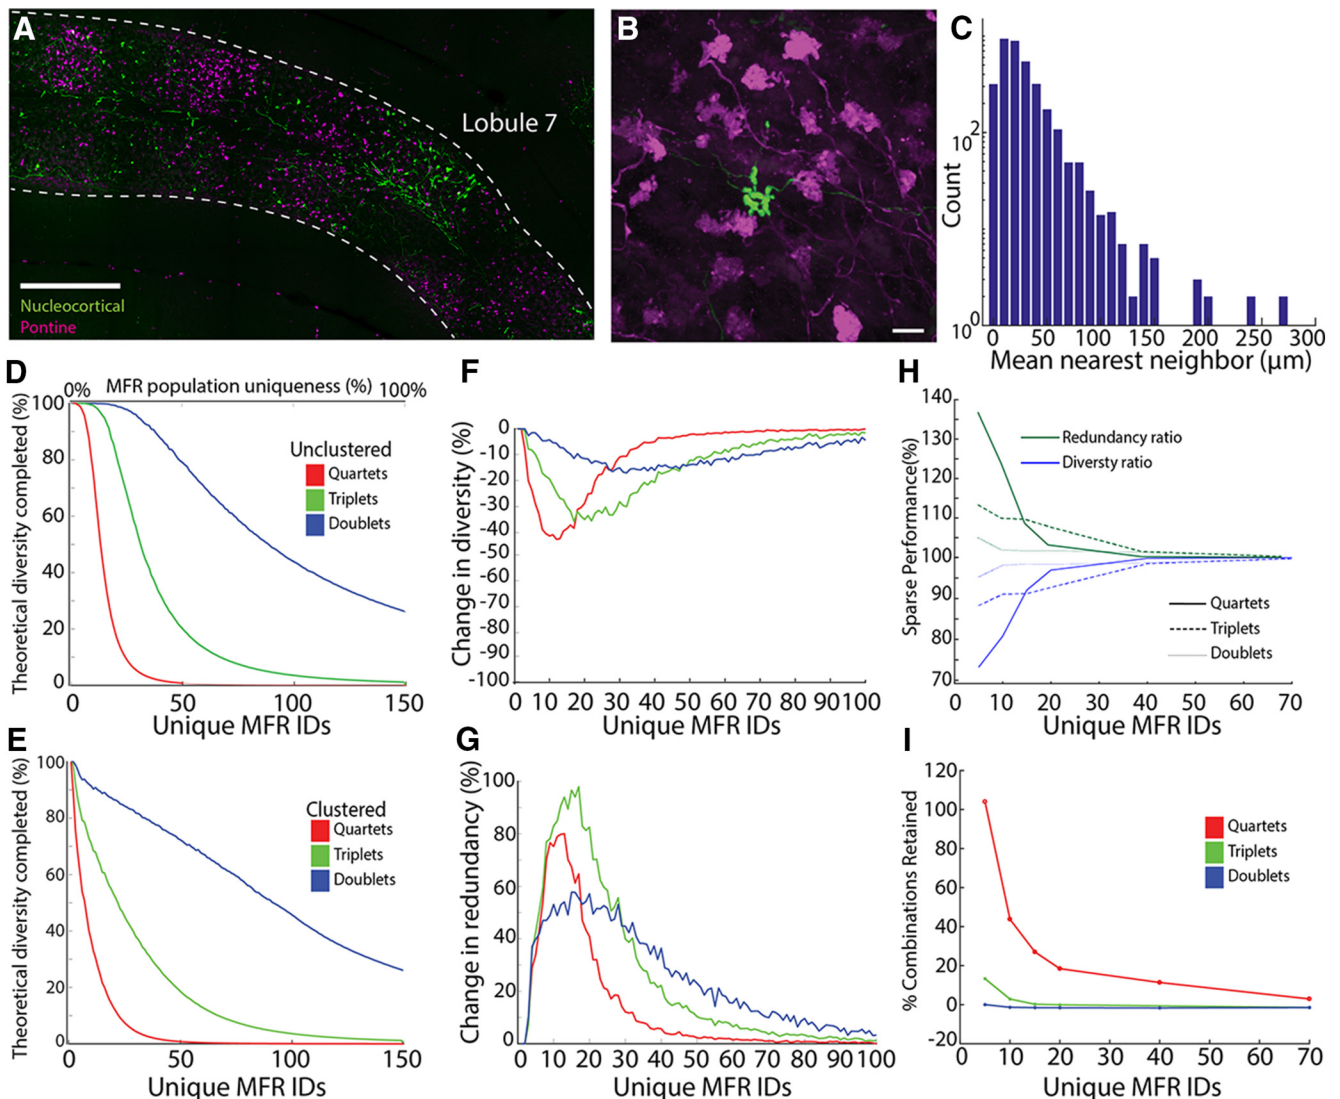 A
Lobule 7
Nucleocortical
Pontine
B
C
Count
10²
10⁰
0 50 100 150 200 250 300
Mean nearest neighbor (μm)
D
0% MFR population uniqueness (%) 100%
Theoretical diversity completed (%)
100
80
60
40
20
0
Unclustered
Quartets
Triplets
Doublets
0 50 100 150
Unique MFR IDs
E
Theoretical diversity completed (%)
100
80
60
40
20
0
Clustered
Quartets
Triplets
Doublets
0 50 100 150
Unique MFR IDs
F
Change in diversity (%)
0
-10
-20
-30
-40
-50
-60
-70
-80
-90
-100
0 10 20 30 40 50 60 70 80 90100
Unique MFR IDs
G
Change in redundancy (%)
100
80
60
40
20
0
0 10 20 30 40 50 60 70 80 100
Unique MFR IDs
H
Sparse Performance(%)
140
130
120
110
100
90
80
70
Redundancy ratio
Diversty ratio
Quartets
Triplets
Doublets
0 10 20 30 40 50 60 70
Unique MFR IDs
I
% Combinations Retained
120
100
80
60
40
20
0
-20
Quartets
Triplets
Doublets
0 10 20 30 40 50 60 70
Unique MFR IDs